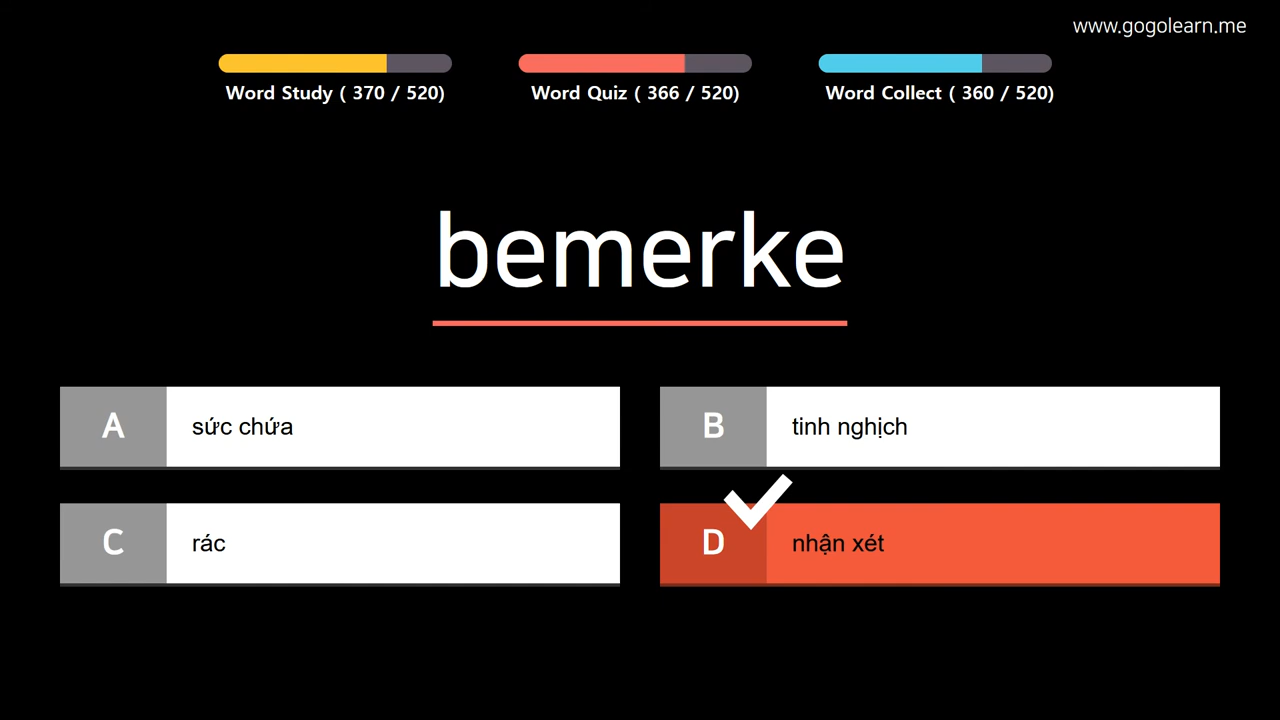 www.gogolearn.me
Word Study ( 370 / 520)
Word Quiz ( 366 / 520)
Word Collect ( 360 / 520)
bemerke
A
sức chứa
B
tinh nghịch
C
rác
D
nhận xét